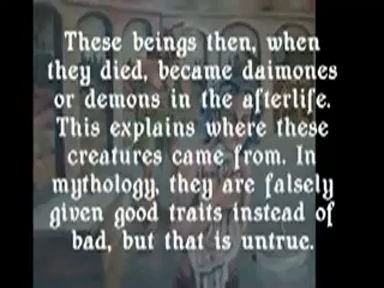 These beings then, when
they died, became daimones
or demons in the afterlife.
This explains where these
creatures came from. In
mythology, they are falsely
given good traits instead of
bad, but that is untrue.